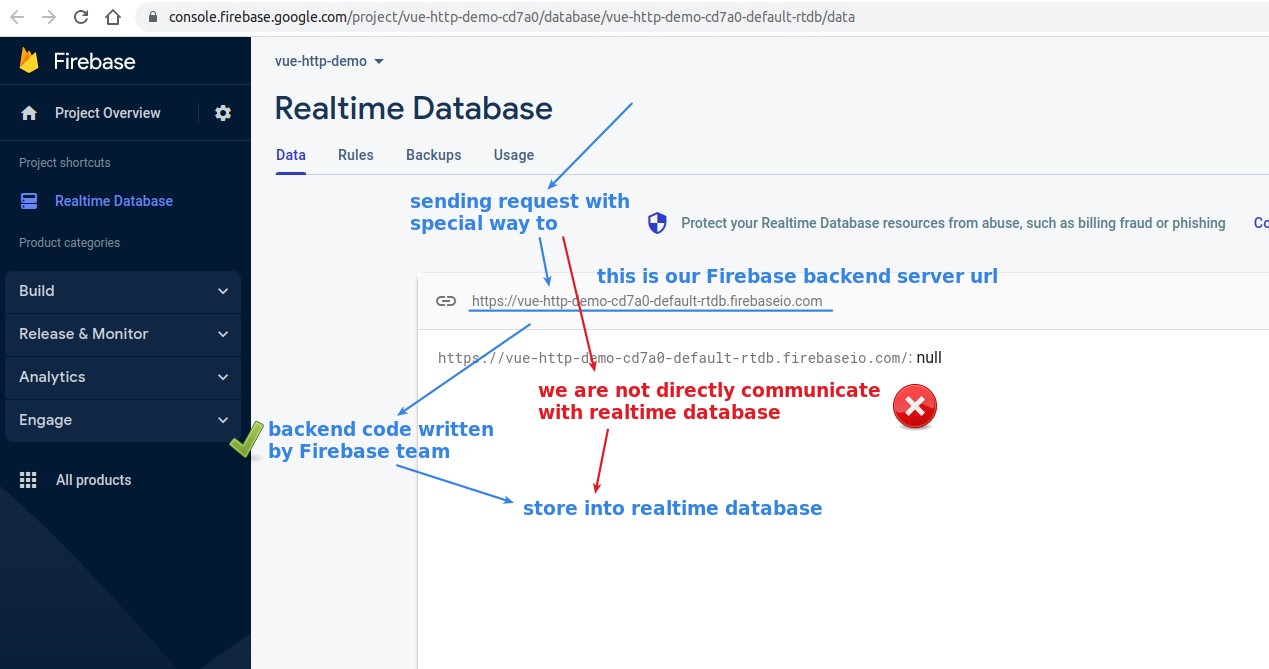 console.firebase.google.com/project/vue-http-demo-cd7a0/database/vue-http-demo-cd7a0-default-rtdb/data
Firebase
vue-http-demo
Project Overview
Realtime Database
Project shortcuts
Data Rules Backups Usage
Realtime Database
sending request with
special way to
Protect your Realtime Database resources from abuse, such as billing fraud or phishing Co
Product categories
this is our Firebase backend server url
Build
https://vue-http-demo-cd7a0-default-rtdb.firebaseio.com
Release & Monitor
https://vue-http-demo-cd7a0-default-rtdb.firebaseio.com/: null
Analytics
we are not directly communicate
with realtime database
Engage
backend code written
by Firebase team
All products
store into realtime database